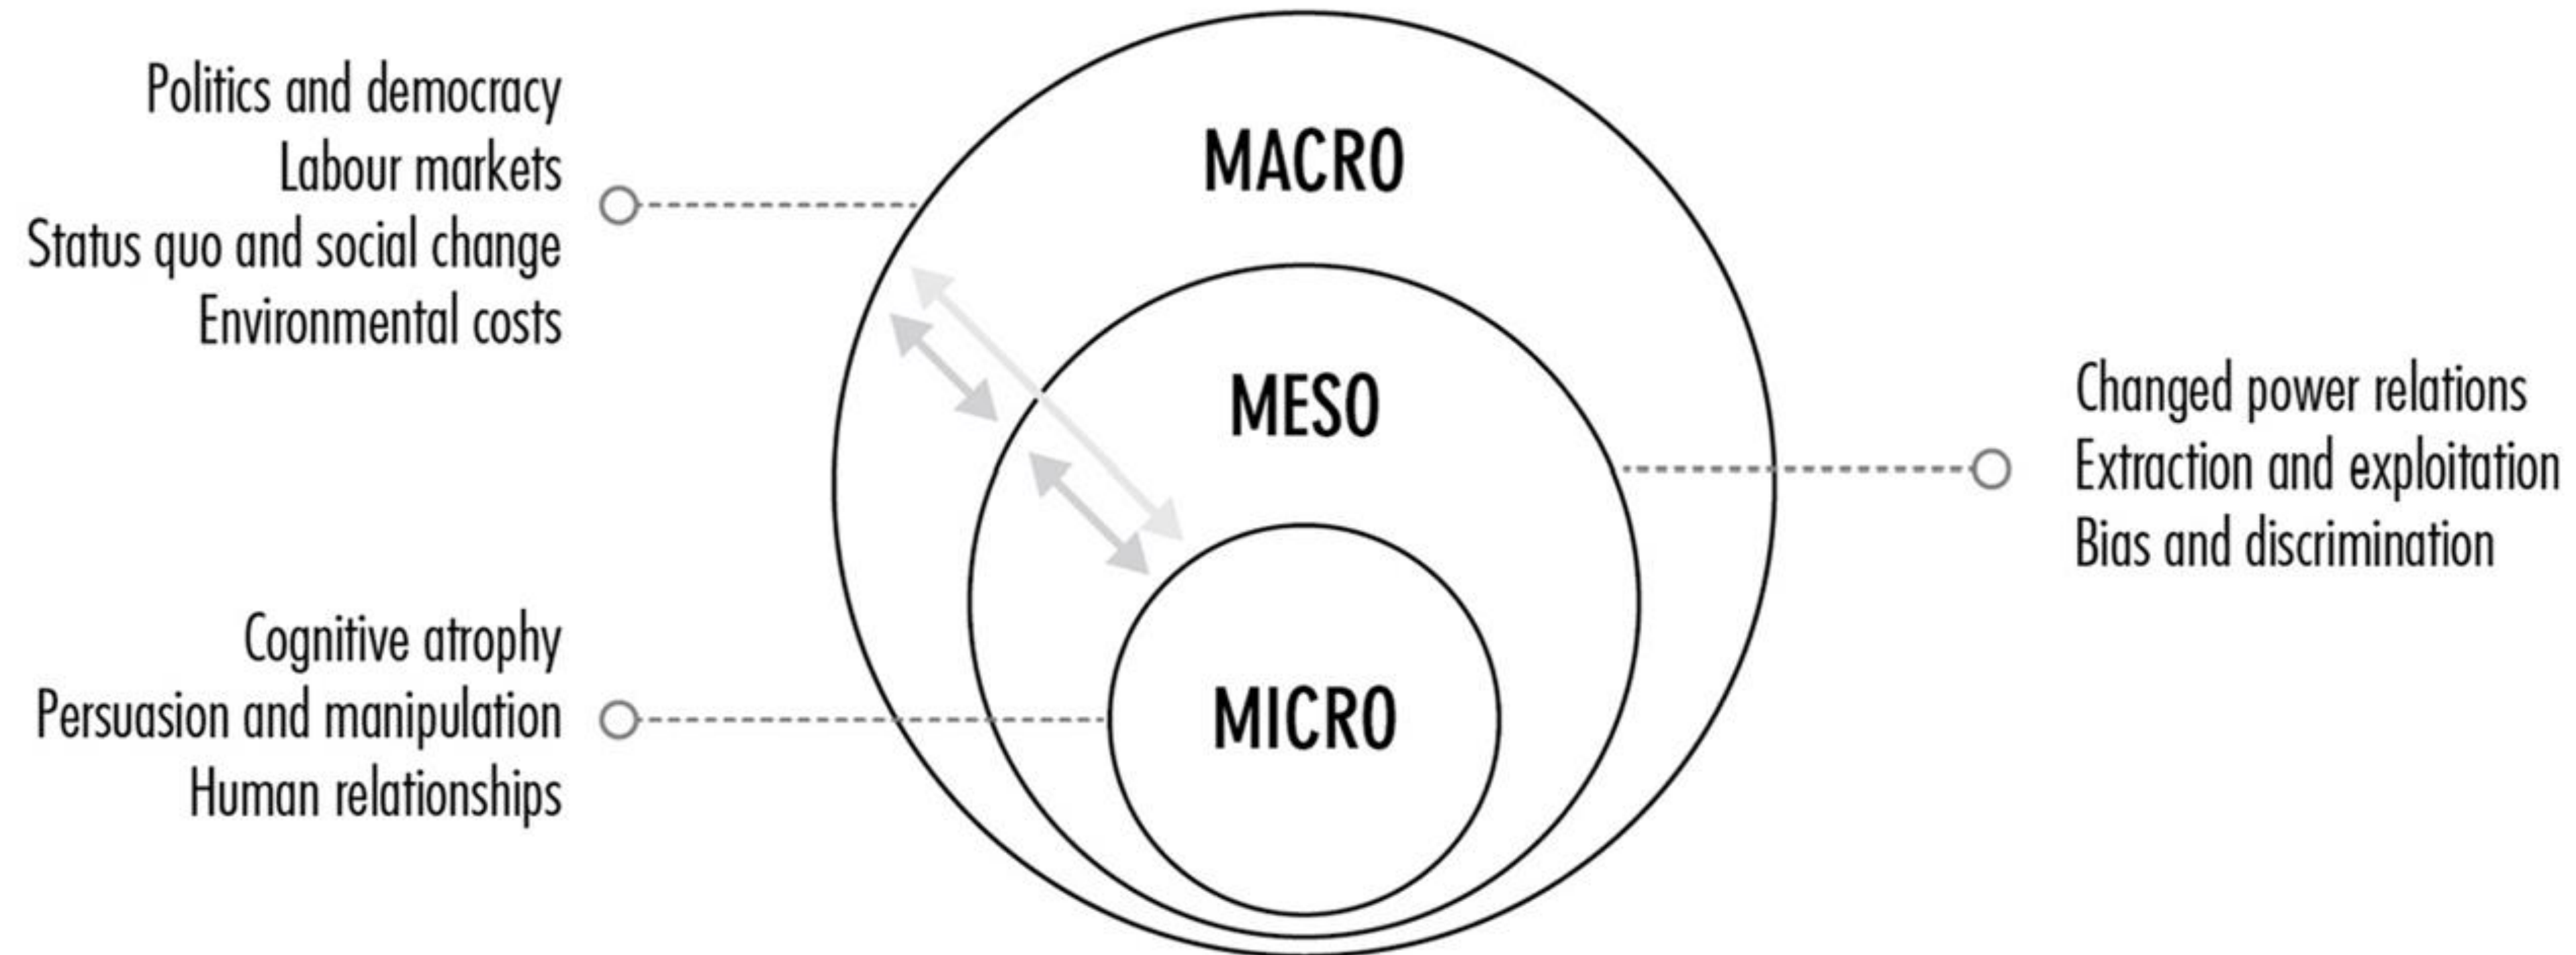 Politics and democracy
Labour markets
Status quo and social change
Environmental costs
MACRO
MESO
Changed power relations
Extraction and exploitation
Bias and discrimination
Cognitive atrophy
Persuasion and manipulation
Human relationships
MICRO